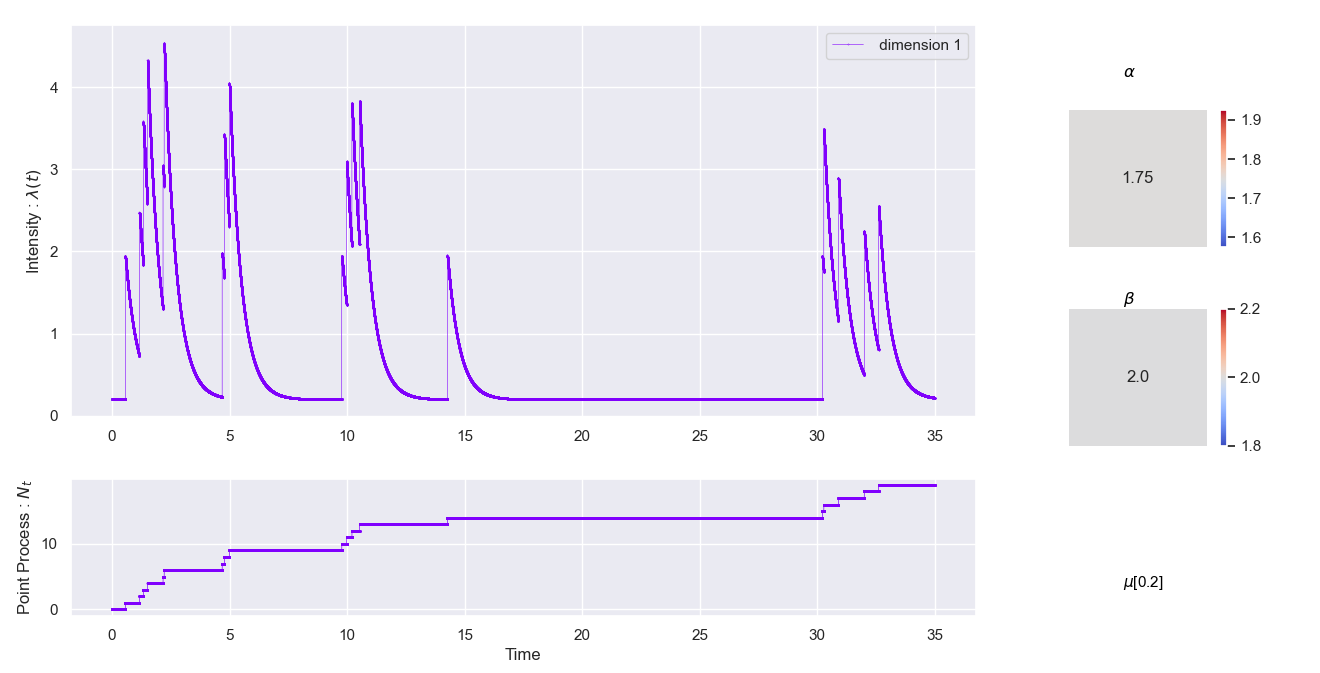 Intensity : λ(t)
4
3
2
1
0
dimension 1
0 5 10 15 20 25 30 35
Point Process : Nt
10
0
0 5 10 15 20 25 30 35
Time
α
1.75
1.9
1.8
1.7
1.6
β
2.0
2.2
2.0
1.8
μ[0.2]